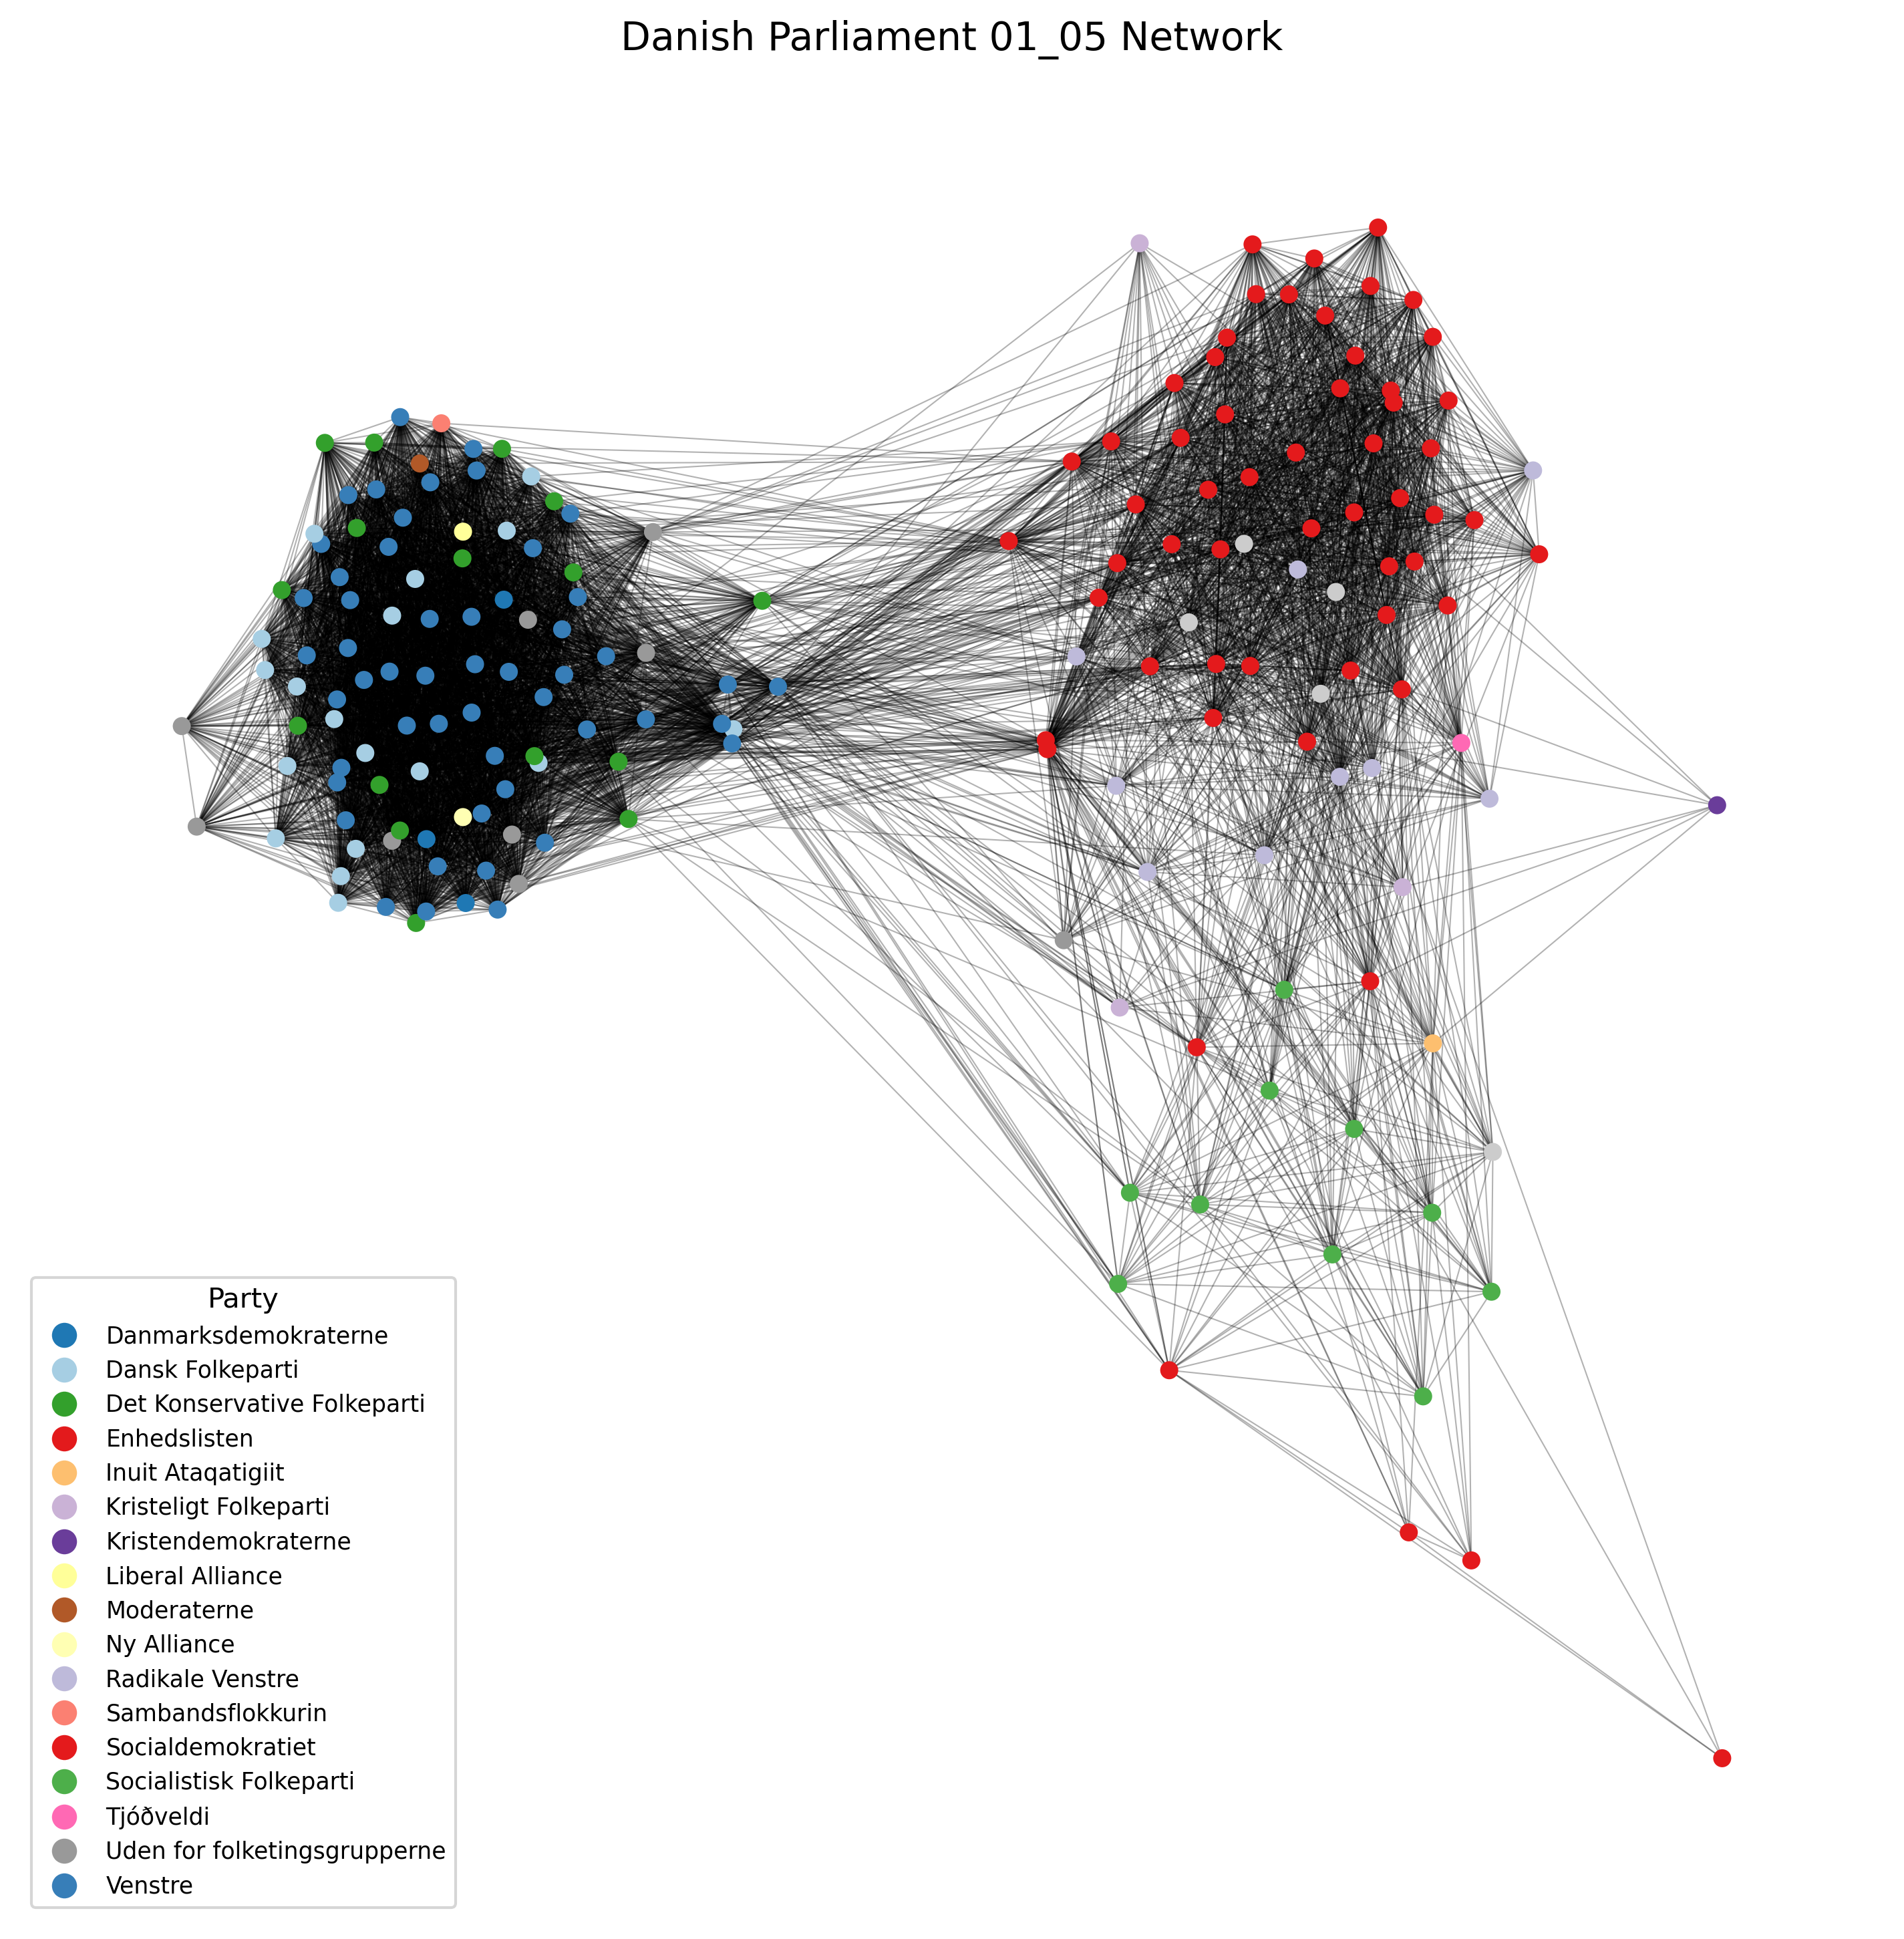 Danish Parliament 01_05 Network
Party
Danmarksdemokraterne
Dansk Folkeparti
Det Konservative Folkeparti
Enhedslisten
Inuit Ataqatigiit
Kristeligt Folkeparti
Kristendemokraterne
Liberal Alliance
Moderaterne
Ny Alliance
Radikale Venstre
Sambandsflokkurin
Socialdemokratiet
Socialistisk Folkeparti
Tjóðveldi
Uden for folketingsgrupperne
Venstre